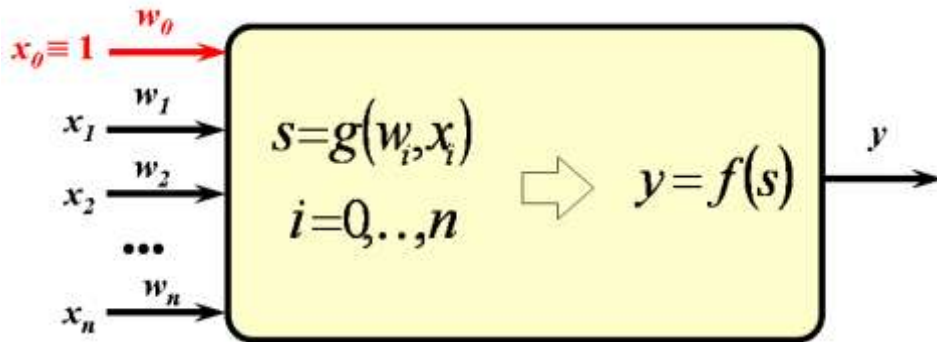 w₀
x₀ ≡ 1
w₁
x₁
s=g(wᵢ,xᵢ)
y
w₂
x₂
y=f(s)
i=0,..,n
•••
wₙ
xₙ